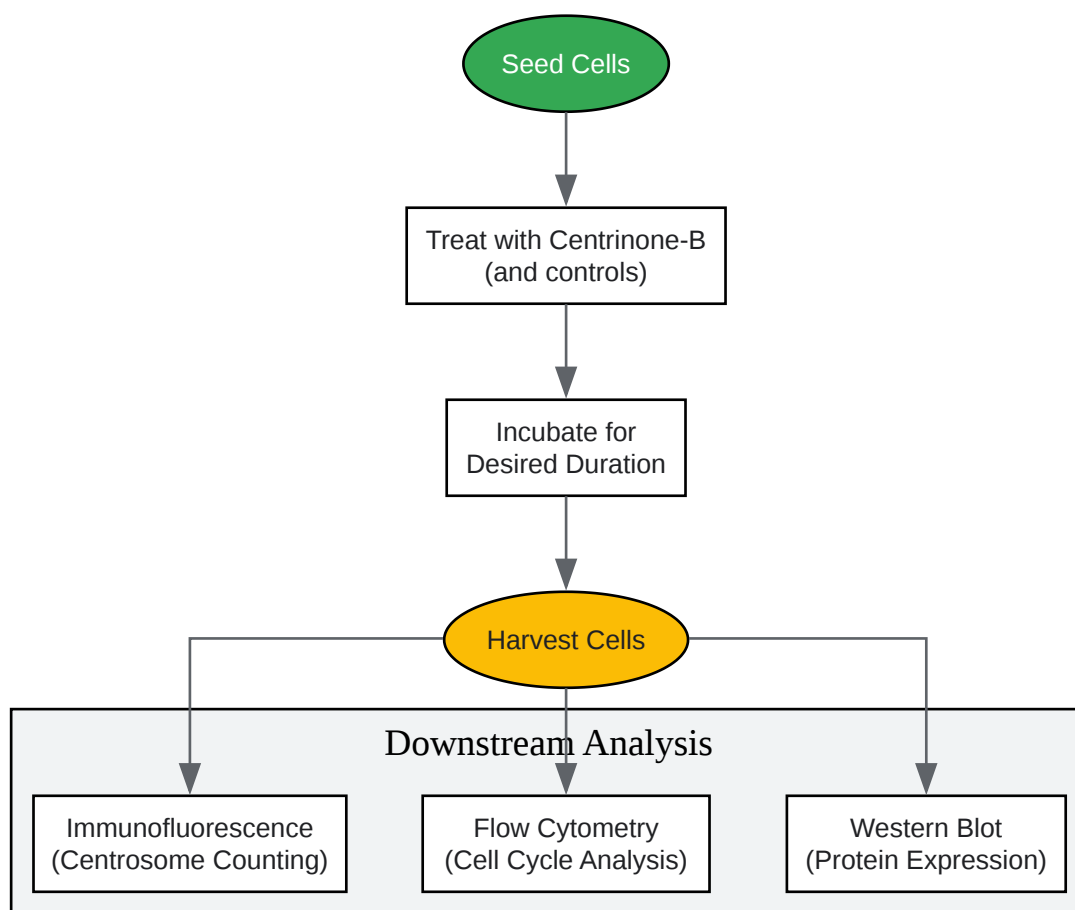 Seed Cells
Treat with Centrinone-B
(and controls)
Incubate for
Desired Duration
Harvest Cells
Downstream Analysis
Immunofluorescence
(Centrosome Counting)
Flow Cytometry
(Cell Cycle Analysis)
Western Blot
(Protein Expression)